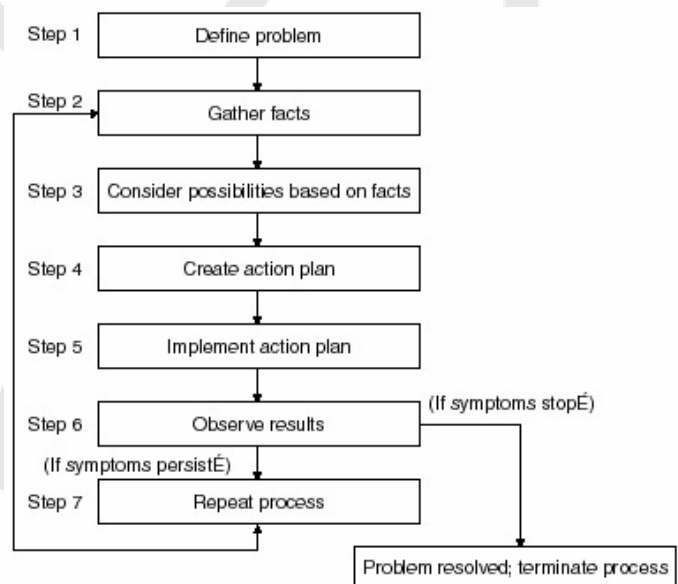 Step 1
Define problem
Step 2
Gather facts
Step 3
Consider possibilities based on facts
Step 4
Create action plan
Step 5
Implement action plan
Step 6
Observe results
(If symptoms stopÉ)
(If symptoms persistÉ)
Step 7
Repeat process
Problem resolved; terminate process